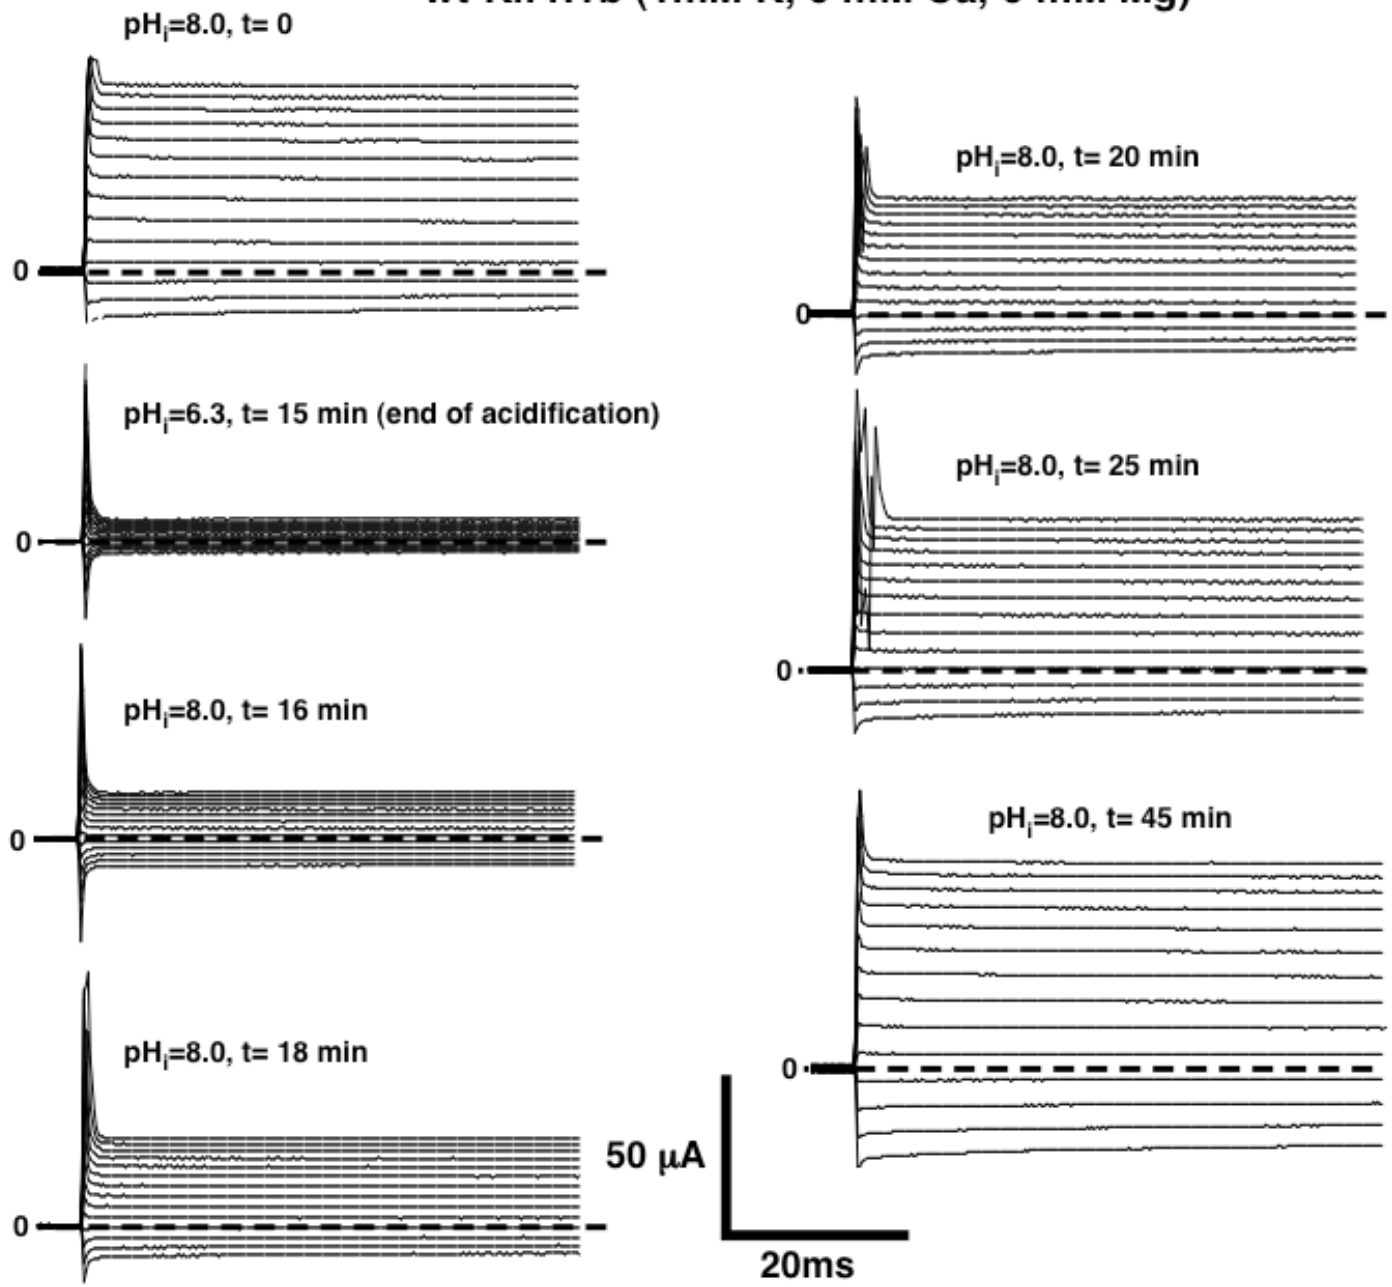 pHi=8.0, t= 0
0
pHi=6.3, t= 15 min (end of acidification)
0
pHi=8.0, t= 16 min
0
pHi=8.0, t= 18 min
0
pHi=8.0, t= 20 min
0
pHi=8.0, t= 25 min
0
pHi=8.0, t= 45 min
0
50 μA
20ms